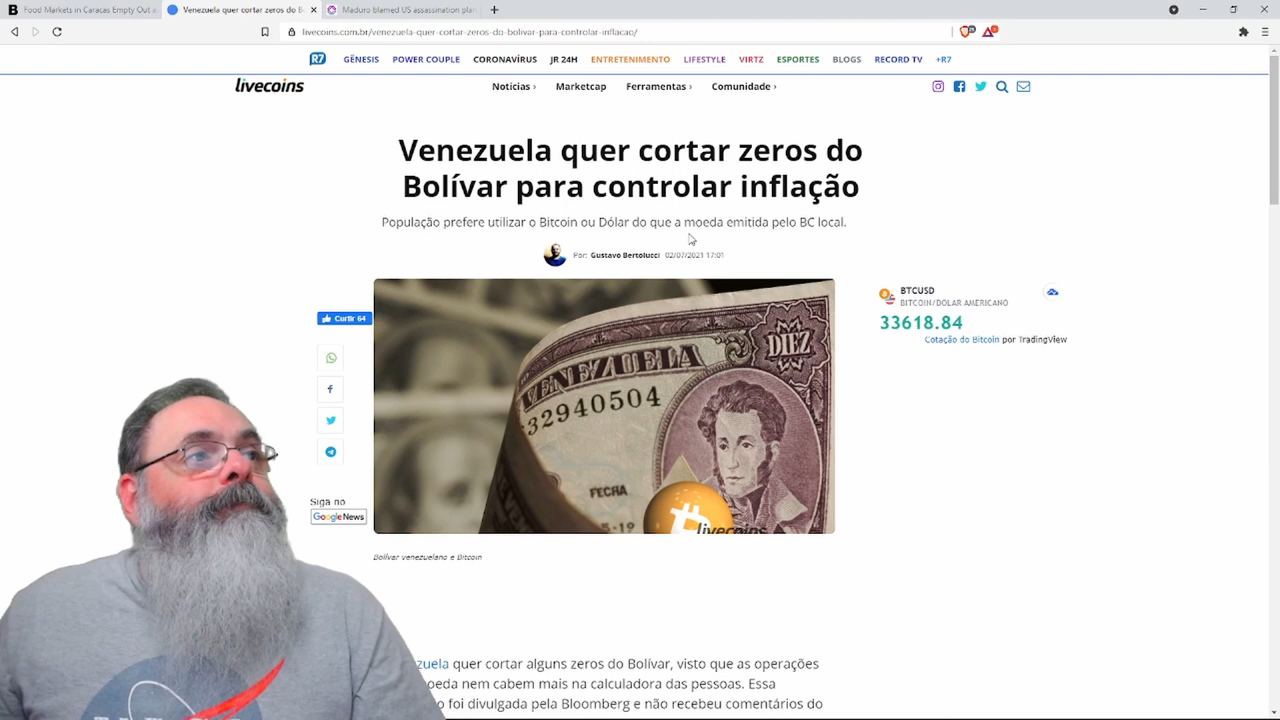 Food Markets in Caracas Empty Out a
Venezuela quer cortar zeros do Bo
Maduro blamed US assassination plan
livecoins.com.br/venezuela-quer-cortar-zeros-do-bolivar-para-controlar-inflacao/
R7 GÊNESIS POWER COUPLE CORONAVÍRUS JR 24H ENTRETENIMENTO LIFESTYLE VIRTZ ESPORTES BLOGS RECORD TV +R7
livecoins Notícias Marketcap Ferramentas Comunidade
Venezuela quer cortar zeros do
Bolívar para controlar inflação
População prefere utilizar o Bitcoin ou Dólar do que a moeda emitida pelo BC local.
Por: Gustavo Bertolucci 02/07/2021 17:01
BTCUSD
BITCOIN/DOLAR AMERICANO
33618.84
Cotação do Bitcoin por TradingView
Curtir 64
VENEZUELA
DIEZ
32940504
FECHA
5-19
livecoins
Siga no
Google News
Bolívar venezuelano e Bitcoin
zuela quer cortar alguns zeros do Bolívar, visto que as operações
oeda nem cabem mais na calculadora das pessoas. Essa
foi divulgada pela Bloomberg e não recebeu comentários do